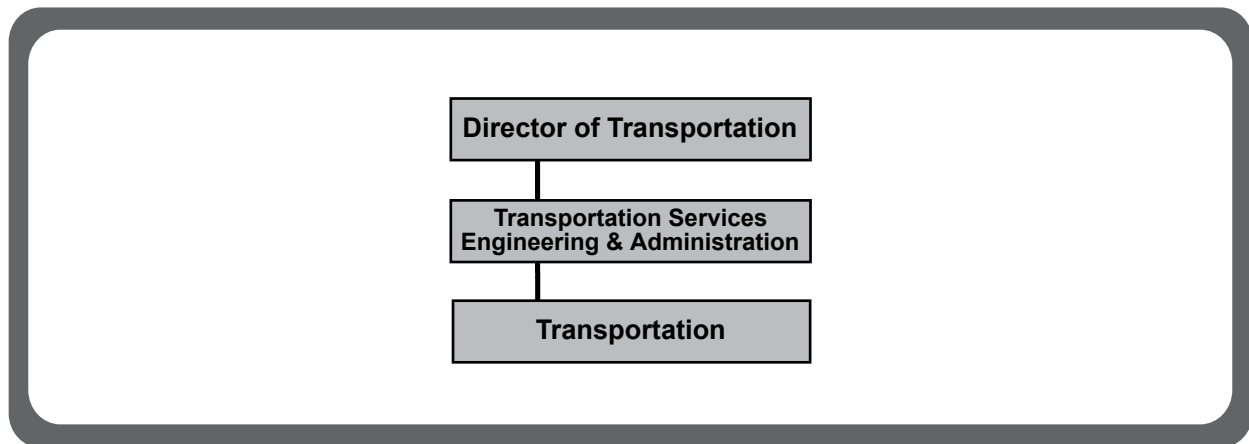 Director of Transportation
Transportation Services
Engineering & Administration
Transportation